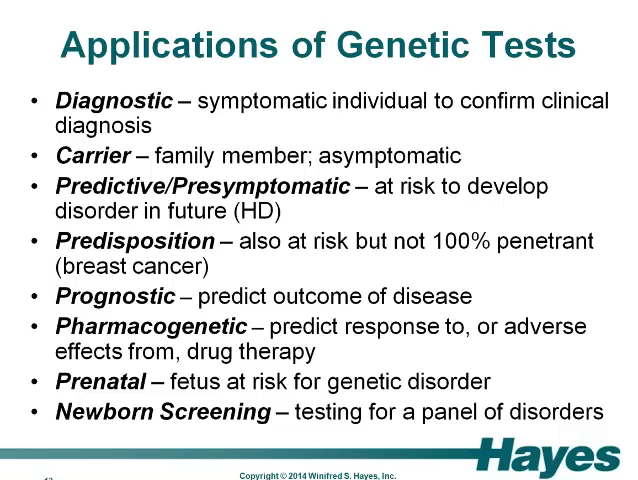 Applications of Genetic Tests
• Diagnostic – symptomatic individual to confirm clinical
diagnosis
• Carrier – family member; asymptomatic
• Predictive/Presymptomatic – at risk to develop
disorder in future (HD)
• Predisposition – also at risk but not 100% penetrant
(breast cancer)
• Prognostic – predict outcome of disease
• Pharmacogenetic – predict response to, or adverse
effects from, drug therapy
• Prenatal – fetus at risk for genetic disorder
• Newborn Screening – testing for a panel of disorders
Hayes
Copyright © 2014 Winifred S. Hayes, Inc.